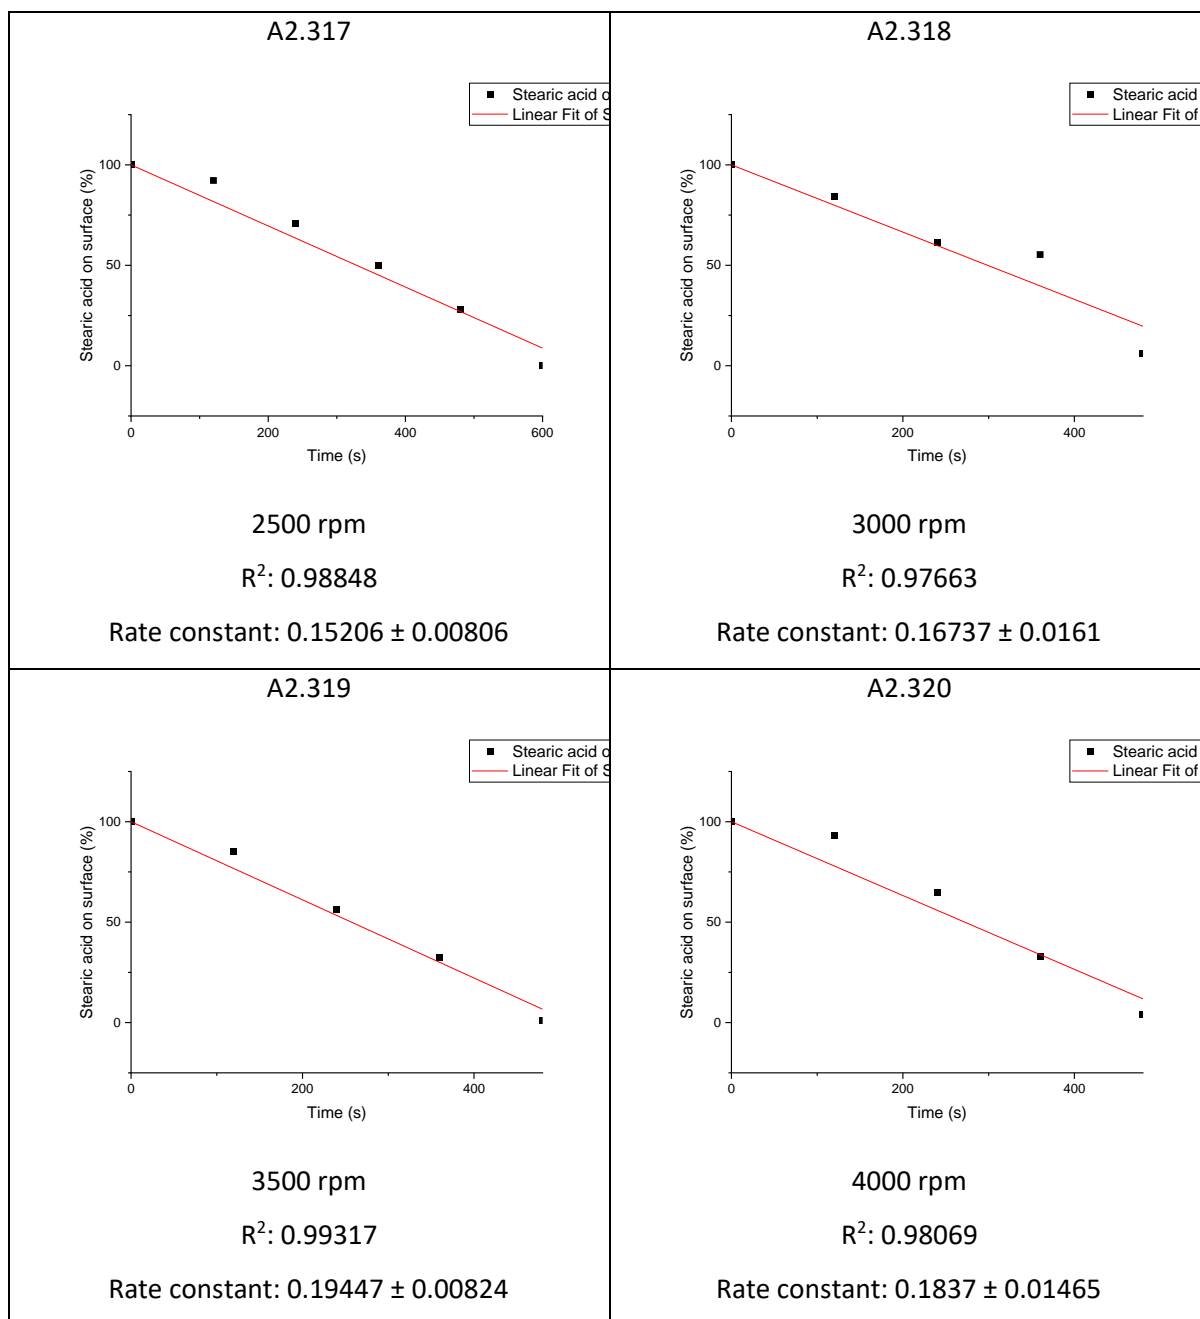 A2.317
Stearic acid o
Linear Fit of S
Stearic acid on surface (%)
100
50
0
0
200
400
600
Time (s)
2500 rpm
R²: 0.98848
Rate constant: 0.15206 ± 0.00806
A2.318
Stearic acid
Linear Fit of
Stearic acid on surface (%)
100
50
0
0
200
400
Time (s)
3000 rpm
R²: 0.97663
Rate constant: 0.16737 ± 0.0161
A2.319
Stearic acid o
Linear Fit of S
Stearic acid on surface (%)
100
50
0
0
200
400
Time (s)
3500 rpm
R²: 0.99317
Rate constant: 0.19447 ± 0.00824
A2.320
Stearic acid
Linear Fit of
Stearic acid on surface (%)
100
50
0
0
200
400
Time (s)
4000 rpm
R²: 0.98069
Rate constant: 0.1837 ± 0.01465